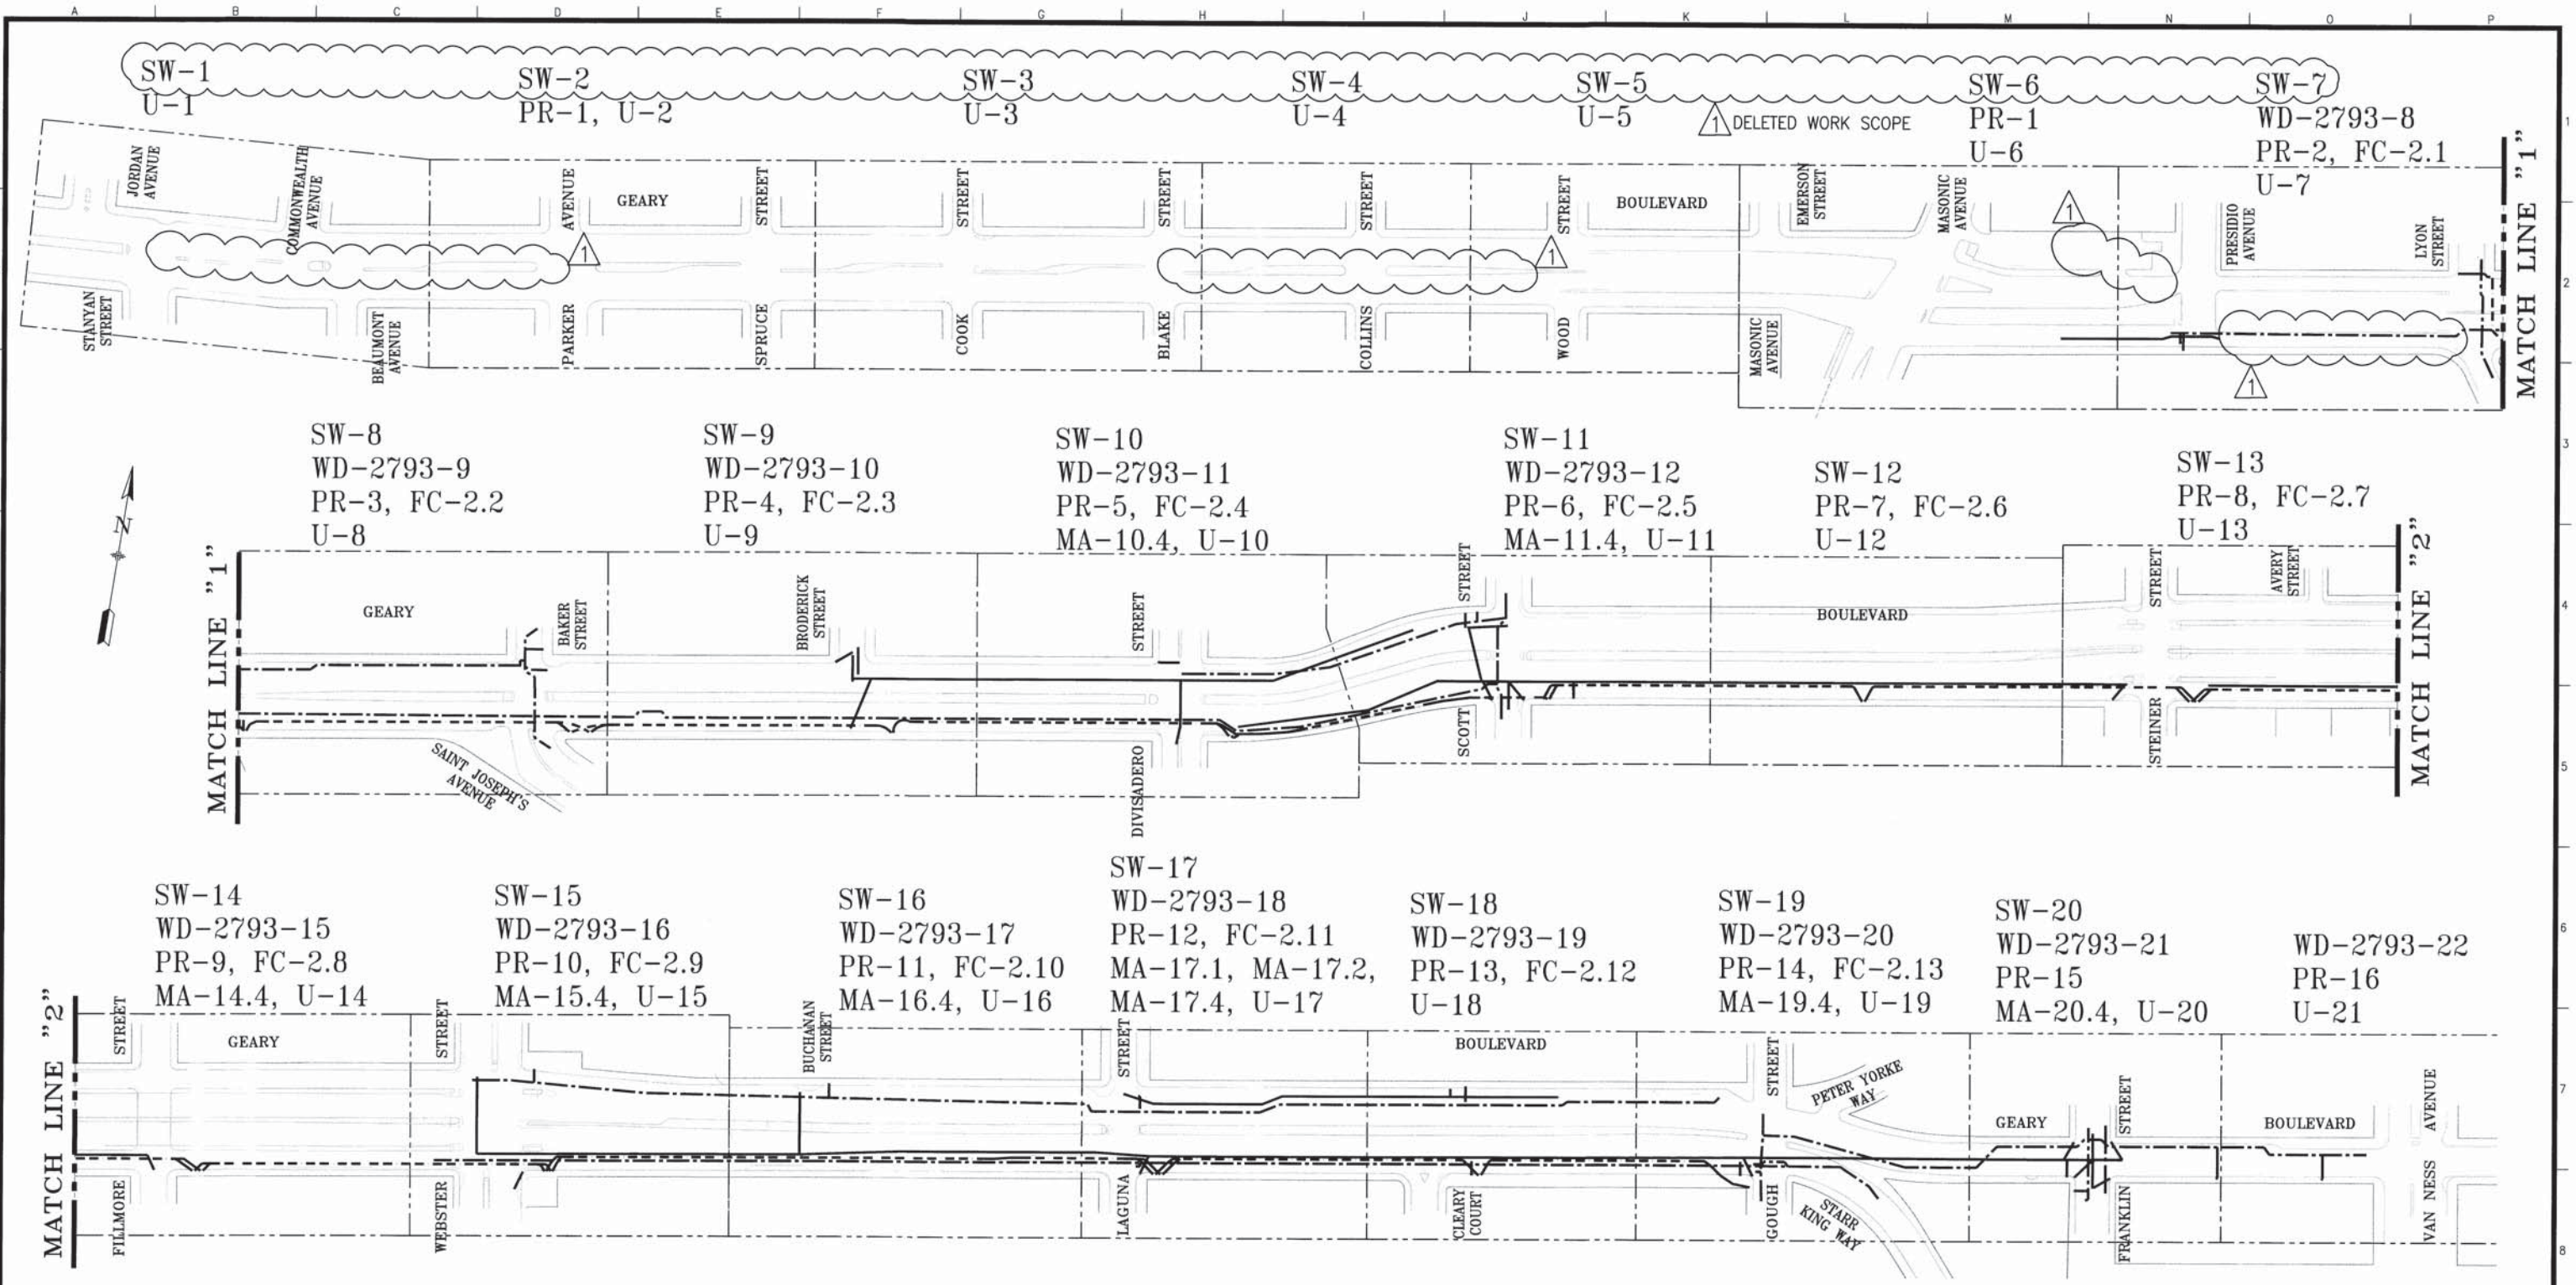 A B C D E F G H I J K L M N O P
SW-1
U-1
SW-2
PR-1, U-2
SW-3
U-3
SW-4
U-4
SW-5
U-5
1 DELETED WORK SCOPE
SW-6
PR-1
U-6
SW-7
WD-2793-8
PR-2, FC-2.1
U-7
1
JORDAN
AVENUE
COMMONWEALTH
AVENUE
AVENUE
GEARY
STREET
STREET
STREET
STREET
STREET
BOULEVARD
EMERSON
STREET
MASONIC
AVENUE
1
PRESIDIO
AVENUE
LYON
STREET
MATCH LINE "1"
1
1
2
STANYAN
STREET
BEAUMONT
AVENUE
PARKER
SPRUCE
COOK
BLAKE
COLLINS
WOOD
MASONIC
AVENUE
1
3
N
SW-8
WD-2793-9
PR-3, FC-2.2
U-8
SW-9
WD-2793-10
PR-4, FC-2.3
U-9
SW-10
WD-2793-11
PR-5, FC-2.4
MA-10.4, U-10
SW-11
WD-2793-12
PR-6, FC-2.5
MA-11.4, U-11
SW-12
PR-7, FC-2.6
U-12
SW-13
PR-8, FC-2.7
U-13
MATCH LINE "1"
GEARY
BAKER
STREET
BRODERICK
STREET
STREET
STREET
BOULEVARD
STREET
AVERY
STREET
MATCH LINE "2"
4
SAINT JOSEPH'S
AVENUE
DIVISADERO
SCOTT
STEINER
5
SW-14
WD-2793-15
PR-9, FC-2.8
MA-14.4, U-14
SW-15
WD-2793-16
PR-10, FC-2.9
MA-15.4, U-15
SW-16
WD-2793-17
PR-11, FC-2.10
MA-16.4, U-16
SW-17
WD-2793-18
PR-12, FC-2.11
MA-17.1, MA-17.2,
MA-17.4, U-17
SW-18
WD-2793-19
PR-13, FC-2.12
U-18
SW-19
WD-2793-20
PR-14, FC-2.13
MA-19.4, U-19
SW-20
WD-2793-21
PR-15
MA-20.4, U-20
WD-2793-22
PR-16
U-21
6
MATCH LINE "2"
STREET
GEARY
STREET
BUCHANAN
STREET
STREET
BOULEVARD
STREET
PETER YORKE
WAY
GEARY
STREET
BOULEVARD
AVENUE
7
FILLMORE
WEBSTER
LAGUNA
CLEARY
COURT
GOUGH
STARR
KING WAY
FRANKLIN
VAN NESS
8